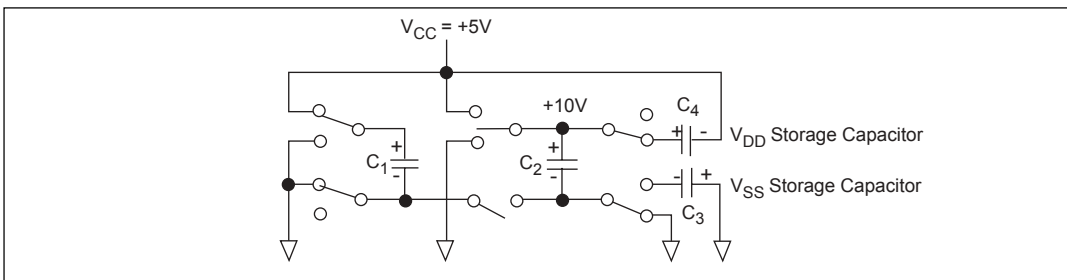 V_CC = +5V
+10V
C_4
+ -
V_DD Storage Capacitor
+
C_1
-
+
C_2
-
- +
V_SS Storage Capacitor
C_3